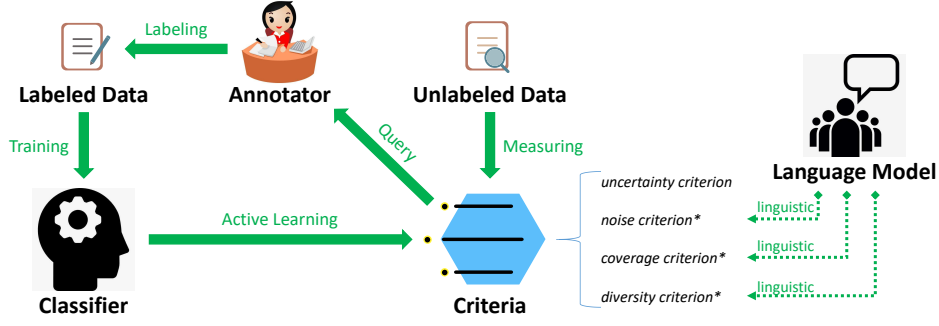 Labeling
Labeled Data
Annotator
Unlabeled Data
Training
Query
Measuring
Language Model
uncertainty criterion
noise criterion*
linguistic
Active Learning
coverage criterion*
linguistic
diversity criterion*
linguistic
Classifier
Criteria